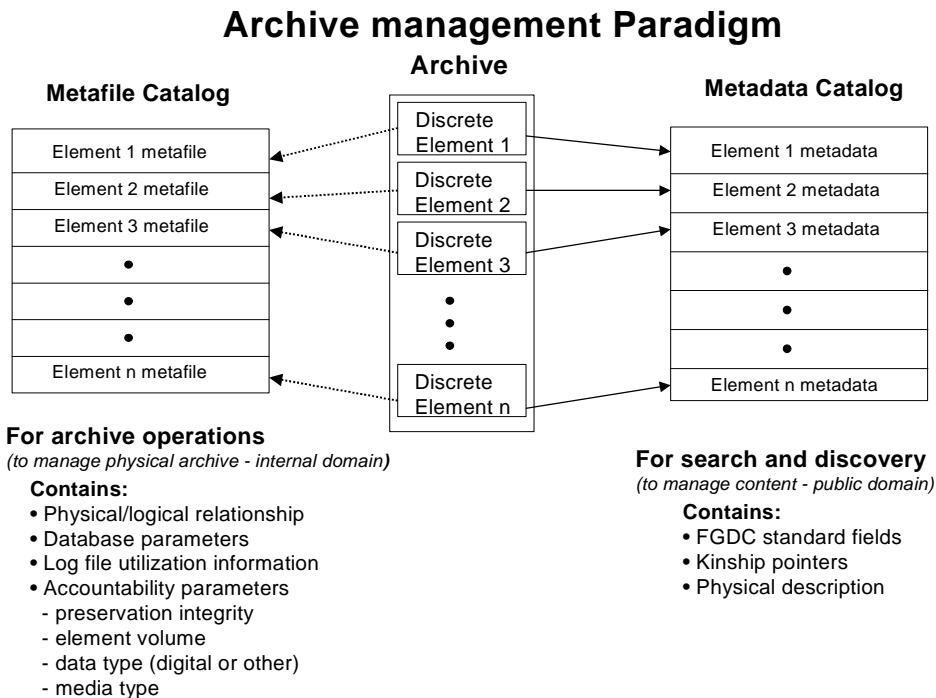 Archive management Paradigm
Metafile Catalog
Element 1 metafile
Element 2 metafile
Element 3 metafile
•
•
•
Element n metafile
Archive
Discrete
Element 1
Discrete
Element 2
Discrete
Element 3
•
•
•
Discrete
Element n
Metadata Catalog
Element 1 metadata
Element 2 metadata
Element 3 metadata
•
•
•
Element n metadata
For archive operations
(to manage physical archive - internal domain)
Contains:
• Physical/logical relationship
• Database parameters
• Log file utilization information
• Accountability parameters
- preservation integrity
- element volume
- data type (digital or other)
- media type
For search and discovery
(to manage content - public domain)
Contains:
• FGDC standard fields
• Kinship pointers
• Physical description